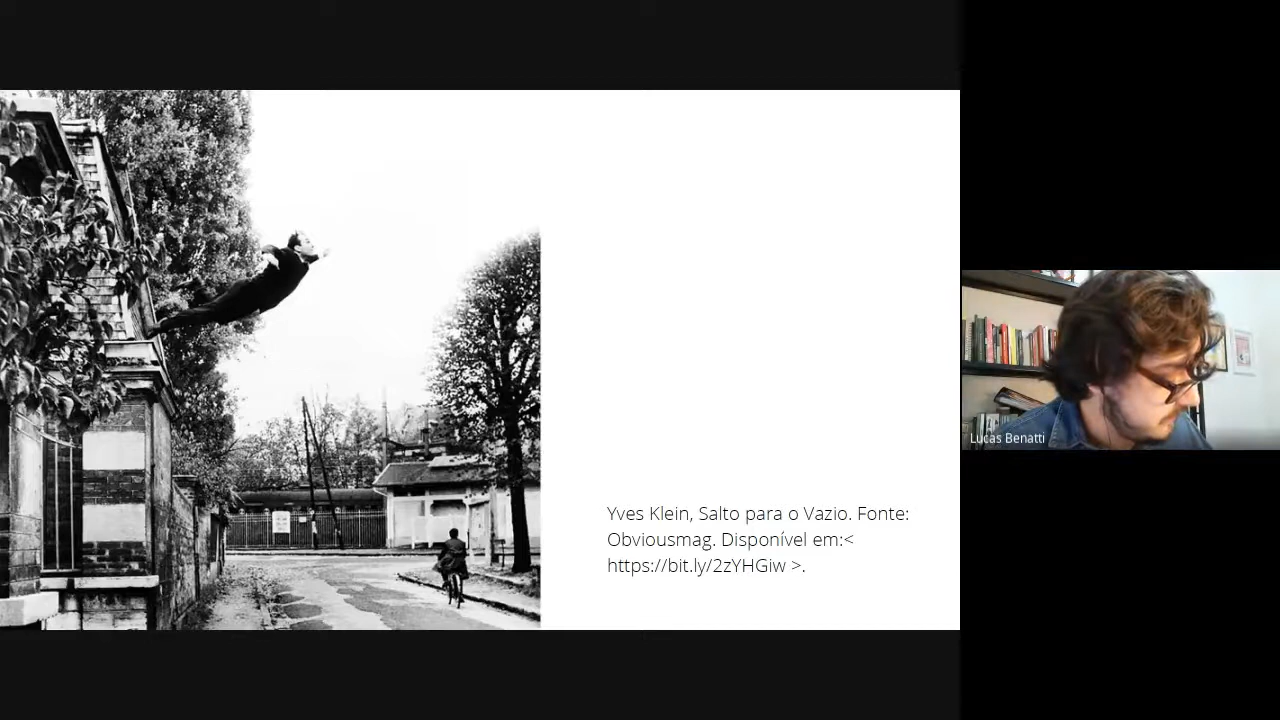 Yves Klein, Salto para o Vazio. Fonte:
Obviousmag. Disponível em:<
https://bit.ly/2zYHGiw >.
Lucas Benatti